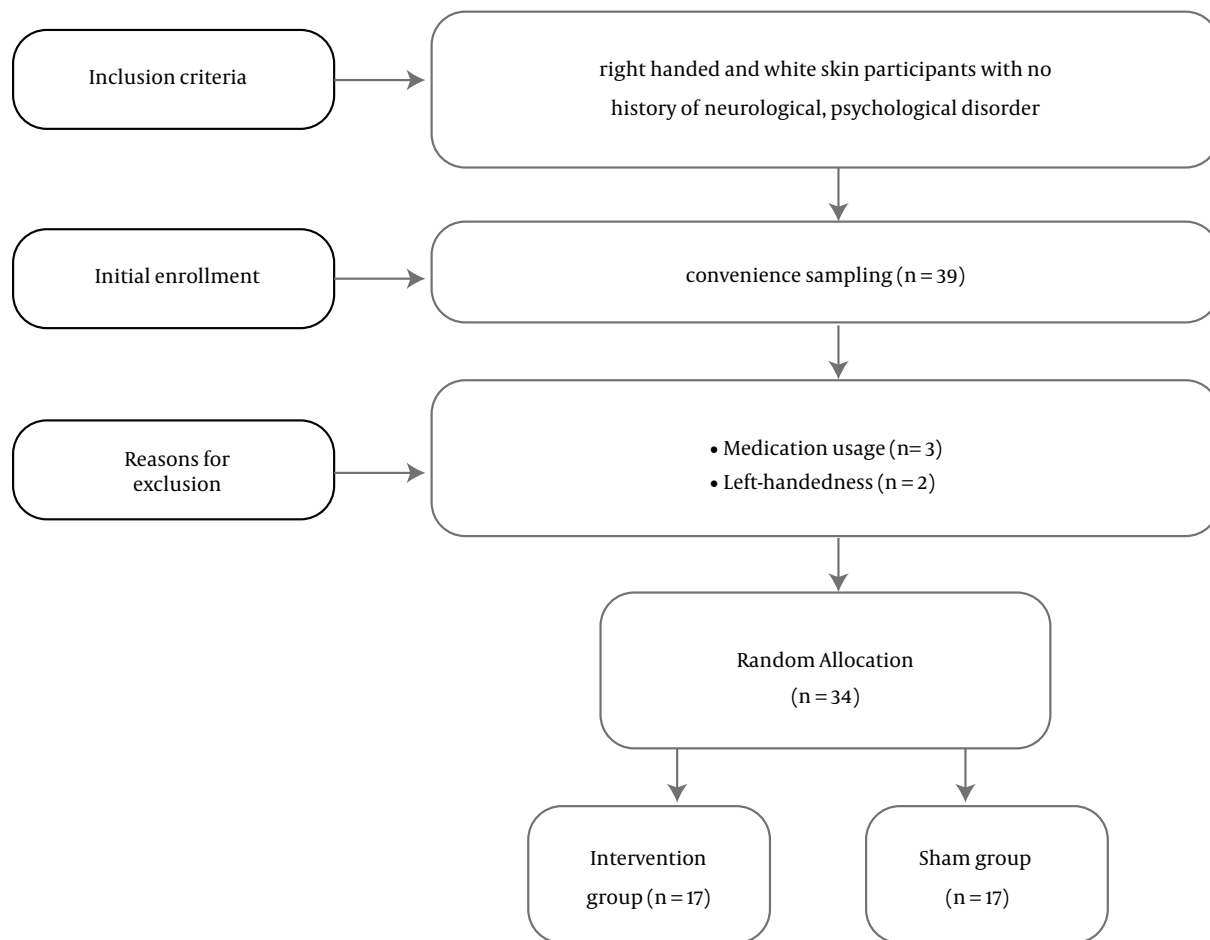 Inclusion criteria
right handed and white skin participants with no
history of neurological, psychological disorder
Initial enrollment
convenience sampling (n = 39)
Reasons for
exclusion
• Medication usage (n= 3)
• Left-handedness (n = 2)
Random Allocation
(n = 34)
Intervention
group (n = 17)
Sham group
(n = 17)